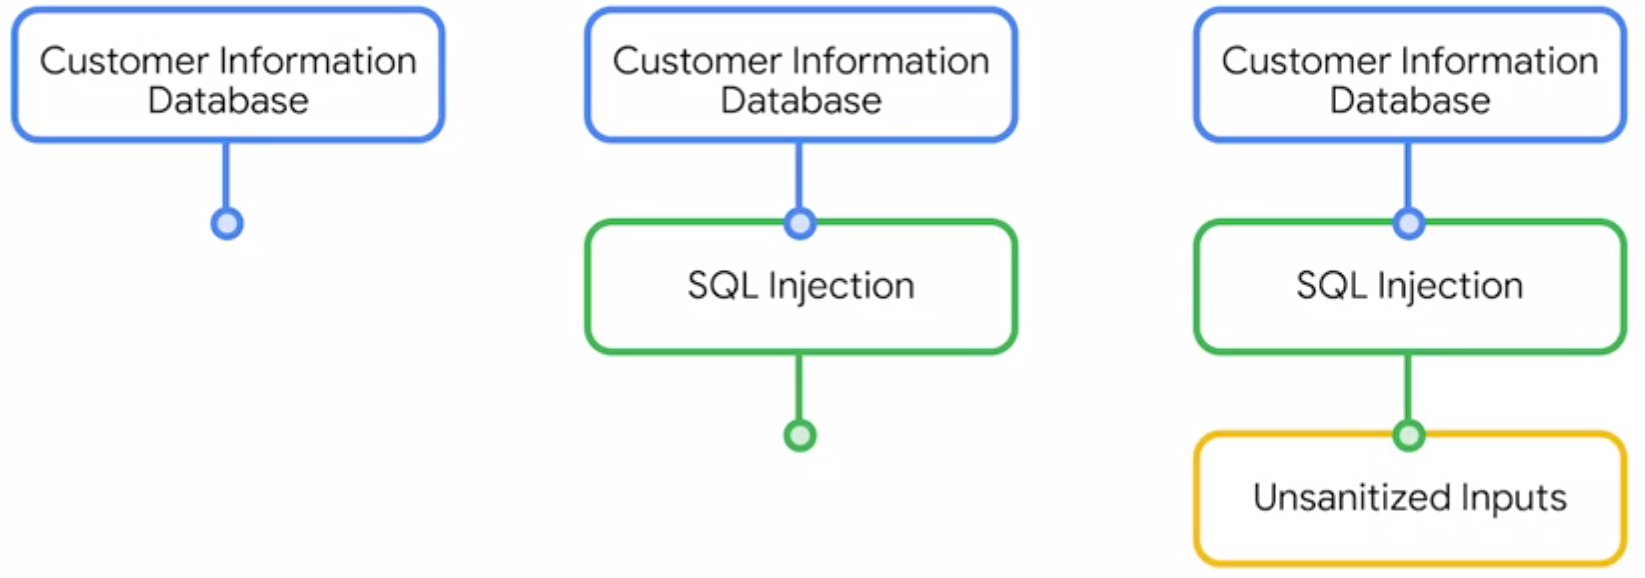 Customer Information
Database
Customer Information
Database
SQL Injection
Customer Information
Database
SQL Injection
Unsanitized Inputs